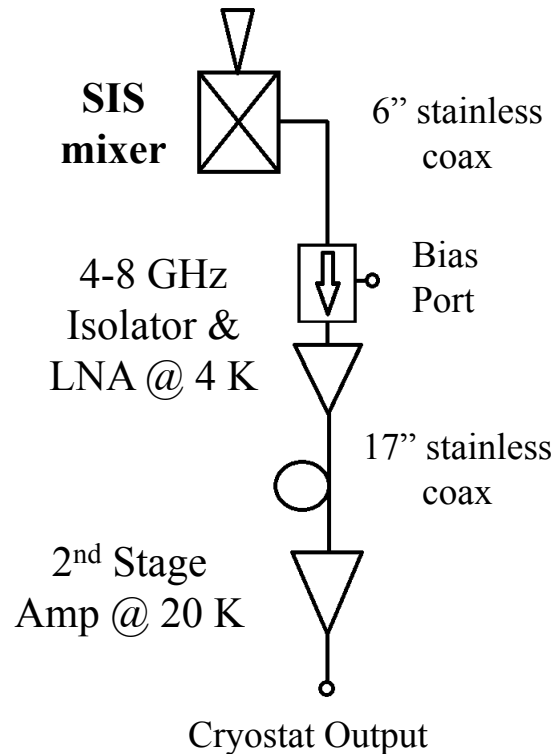 SIS
mixer
6” stainless
coax
4-8 GHz
Isolator &
LNA @ 4 K
Bias
Port
17” stainless
coax
2nd Stage
Amp @ 20 K
Cryostat Output